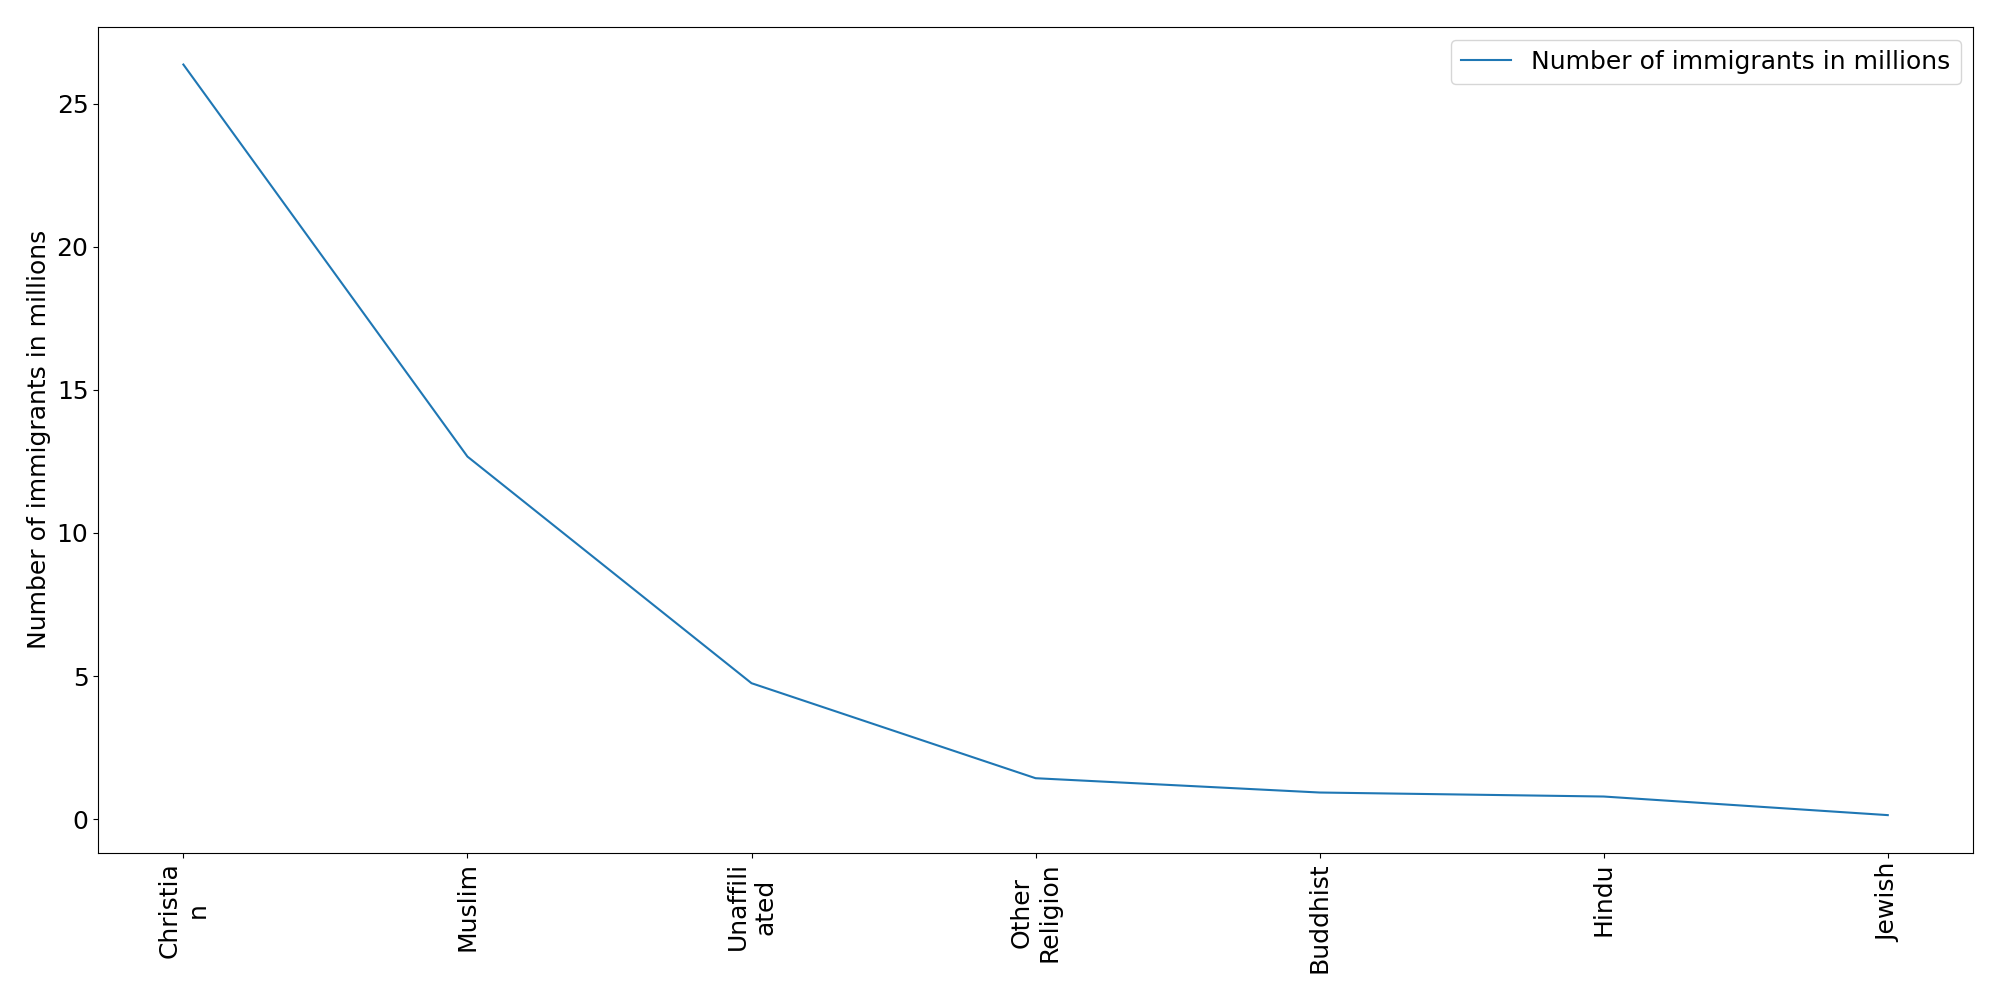 Number of immigrants in millions
Number of immigrants in millions
25
20
15
10
5
0
Christia
n
Muslim
Unaffili
ated
Other
Religion
Buddhist
Hindu
Jewish